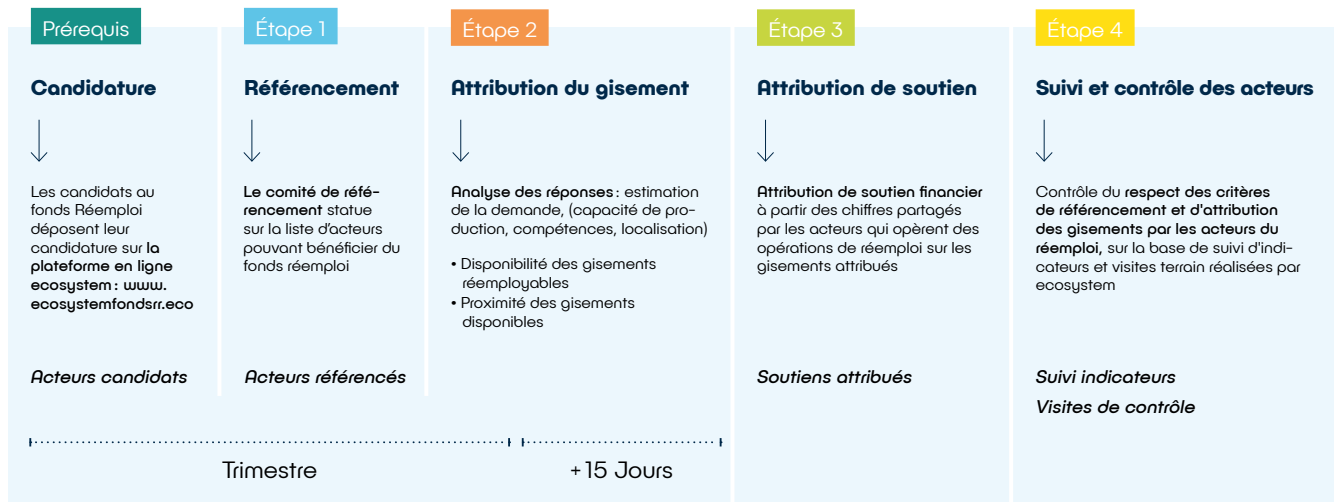 Prérequis
Candidature
Les candidats au
fonds Réemploi
déposent leur
candidature sur la
plateforme en ligne
ecosystem : www.
ecosystemfondsrr.eco
Acteurs candidats
Étape 1
Référencement
Le comité de réfé-
rencement statue
sur la liste d'acteurs
pouvant bénéficier du
fonds réemploi
Acteurs référencés
Étape 2
Attribution du gisement
Analyse des réponses : estimation
de la demande, (capacité de pro-
duction, compétences, localisation)
• Disponibilité des gisements
réemployables
• Proximité des gisements
disponibles
Étape 3
Attribution de soutien
Attribution de soutien financier
à partir des chiffres partagés
par les acteurs qui opèrent des
opérations de réemploi sur les
gisements attribués
Soutiens attribués
Étape 4
Suivi et contrôle des acteurs
Contrôle du respect des critères
de référencement et d'attribution
des gisements par les acteurs du
réemploi, sur la base de suivi d'indi-
cateurs et visites terrain réalisées par
ecosystem
Suivi indicateurs
Visites de contrôle
Trimestre
+15 Jours